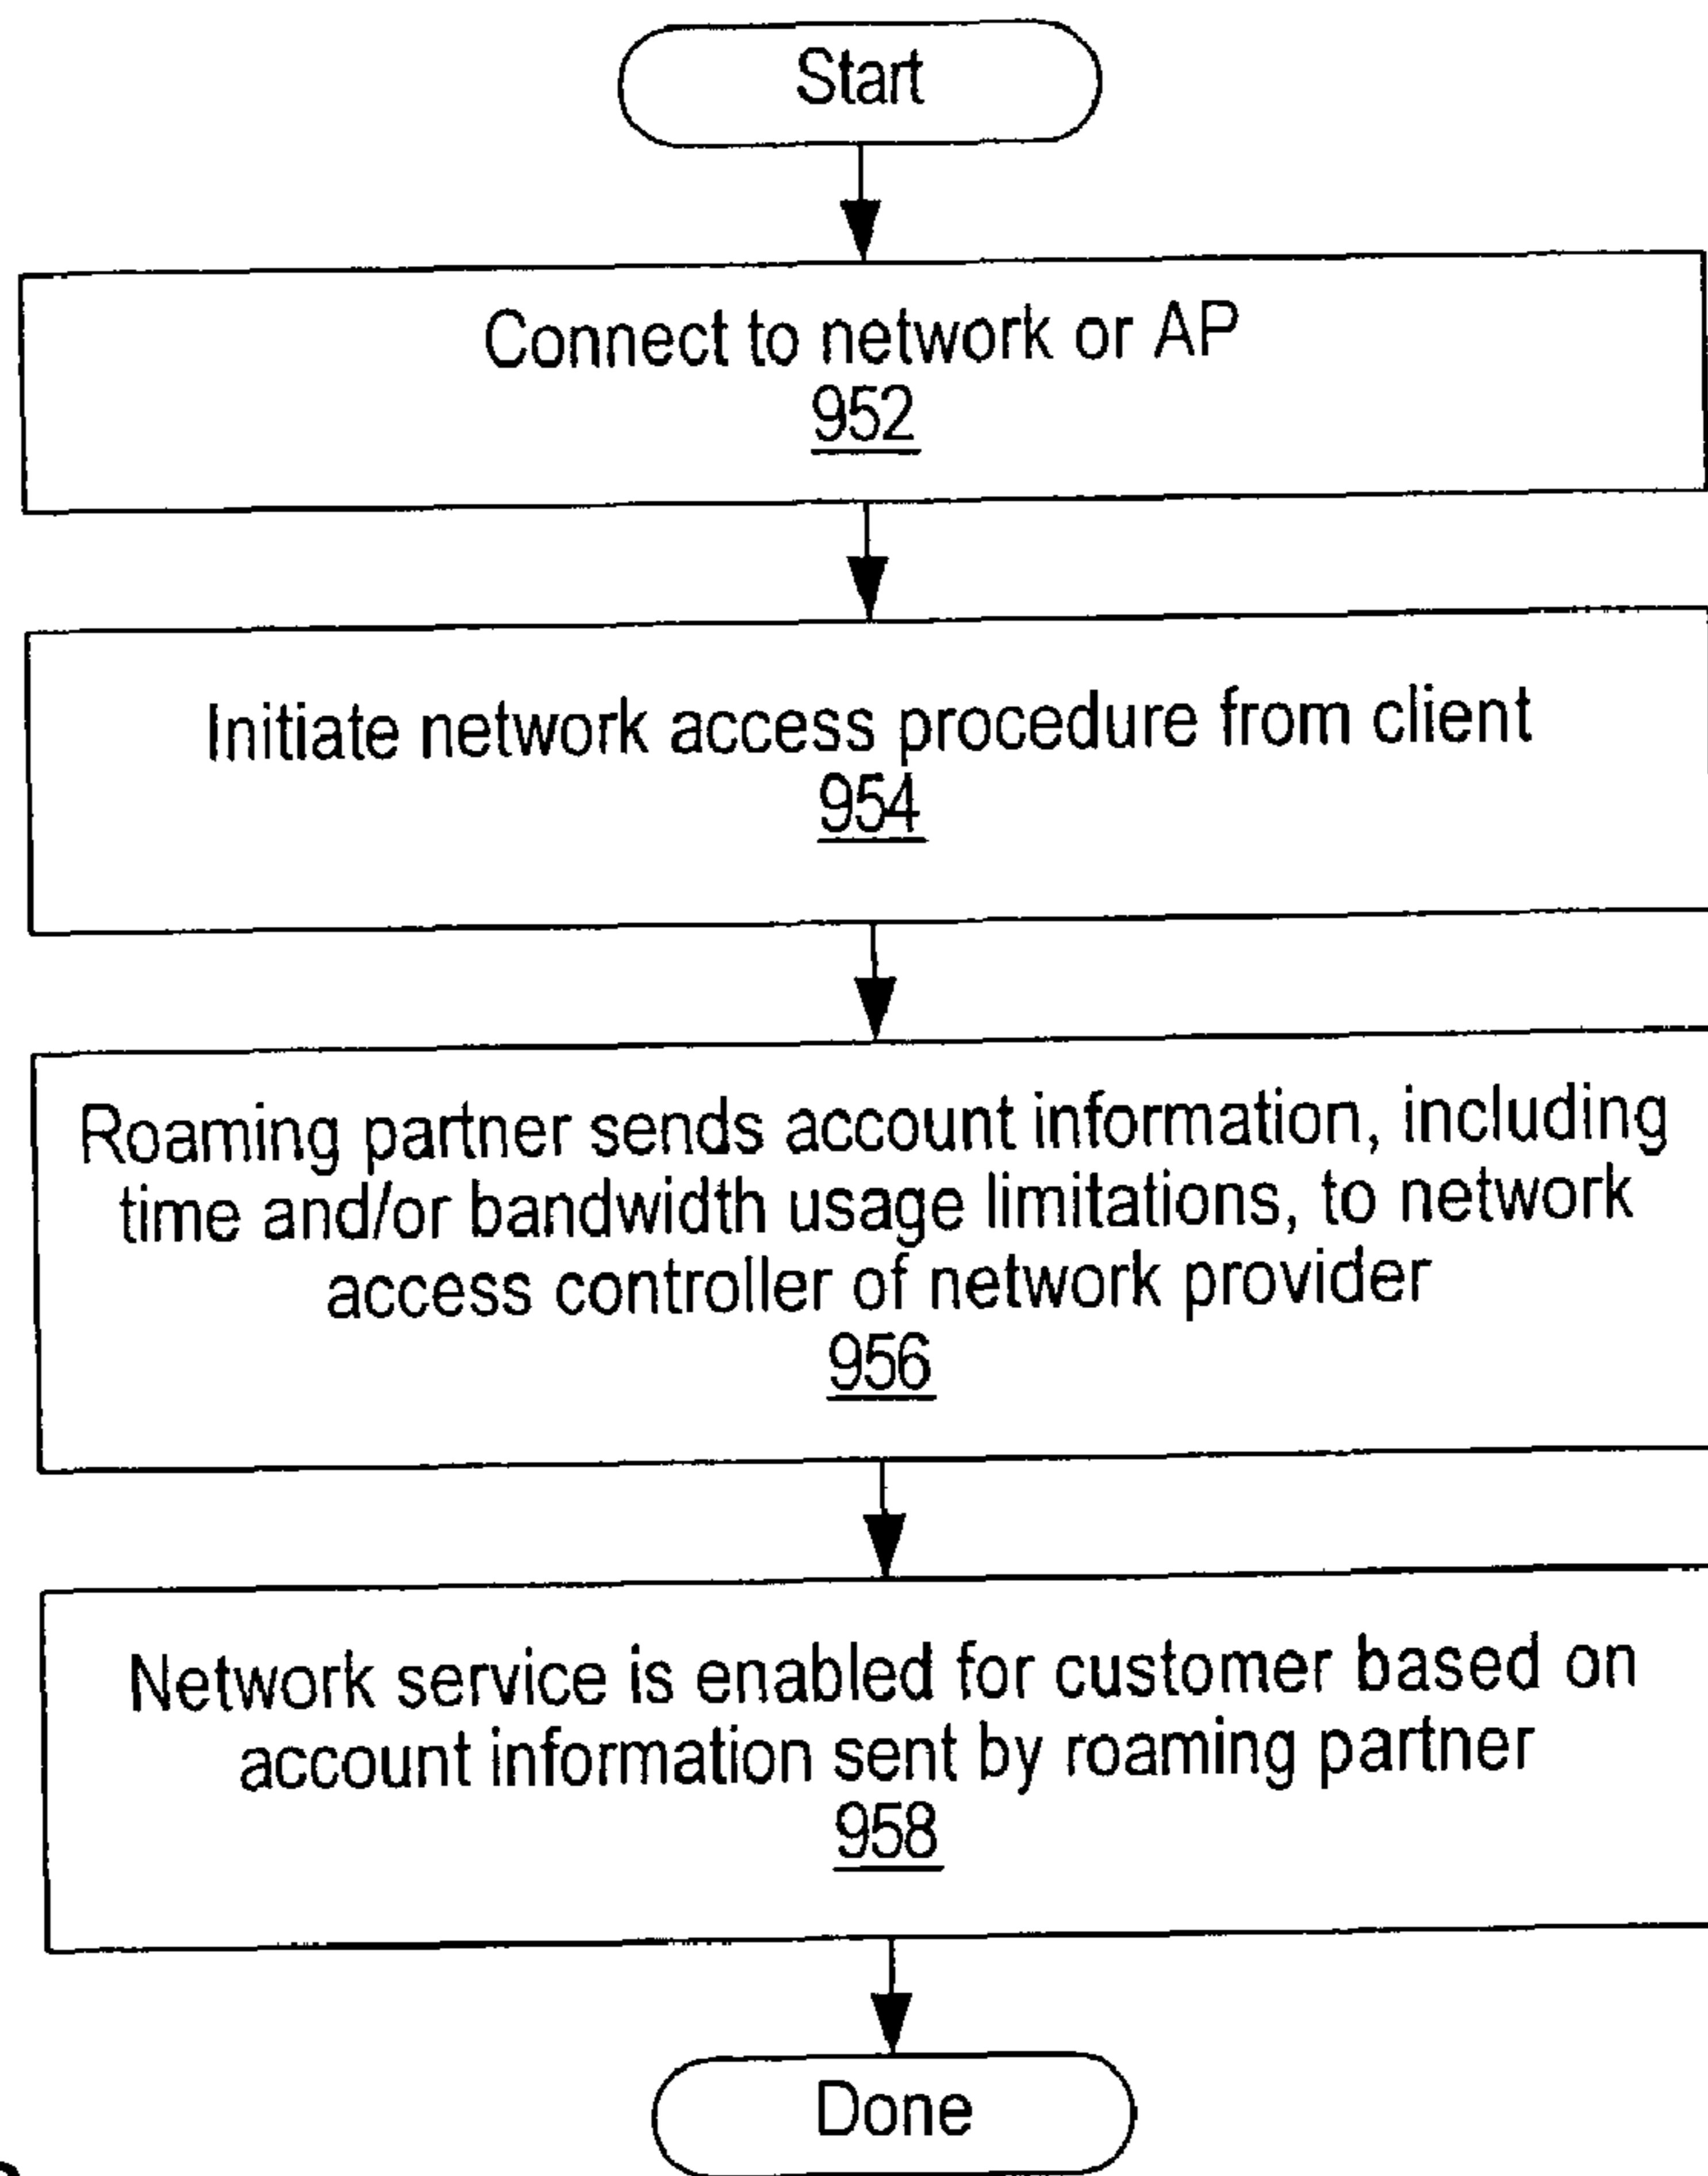 Start
Connect to network or AP
952
Initiate network access procedure from client
954
Roaming partner sends account information, including
time and/or bandwidth usage limitations, to network
access controller of network provider
956
Network service is enabled for customer based on
account information sent by roaming partner
958
Done